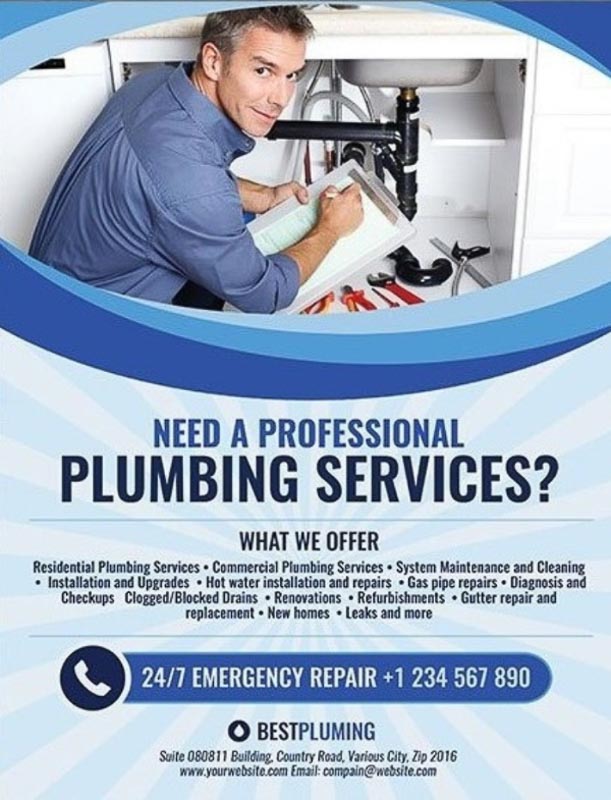 NEED A PROFESSIONAL
PLUMBING SERVICES?
WHAT WE OFFER
Residential Plumbing Services • Commercial Plumbing Services • System Maintenance and Cleaning
• Installation and Upgrades • Hot water installation and repairs • Gas pipe repairs • Diagnosis and
Checkups Clogged/Blocked Drains • Renovations • Refurbishments • Gutter repair and
replacement • New homes • Leaks and more
24/7 EMERGENCY REPAIR +1 234 567 890
BESTPLUMING
Suite 080811 Building, Country Road, Various City, Zip 2016
www.yourwebsite.com Email: compain@website.com